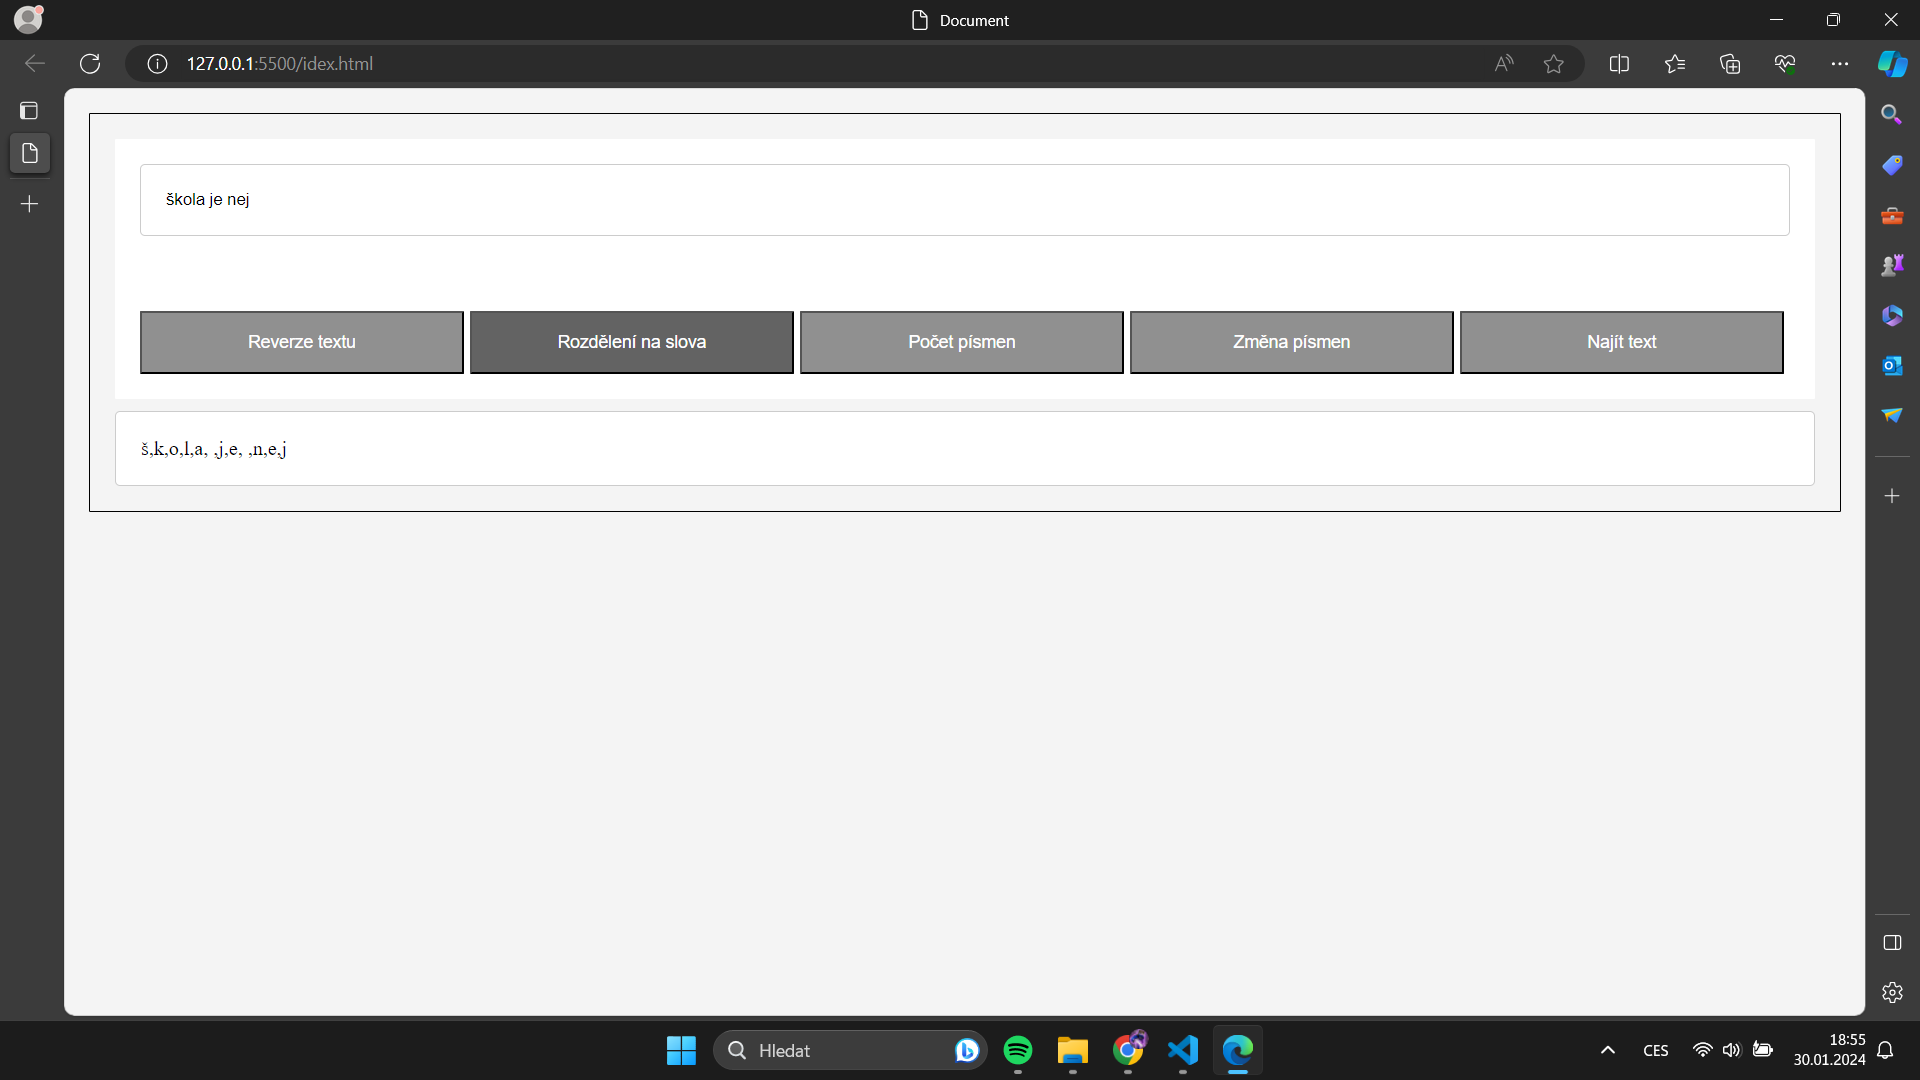 Document
127.0.0.1:5500/idex.html
škola je nej
Reverze textu
Rozdělení na slova
Počet písmen
Změna písmen
Najít text
š,k,o,l,a, ,j,e, ,n,e,j
Hledat
CES
18:55
30.01.2024